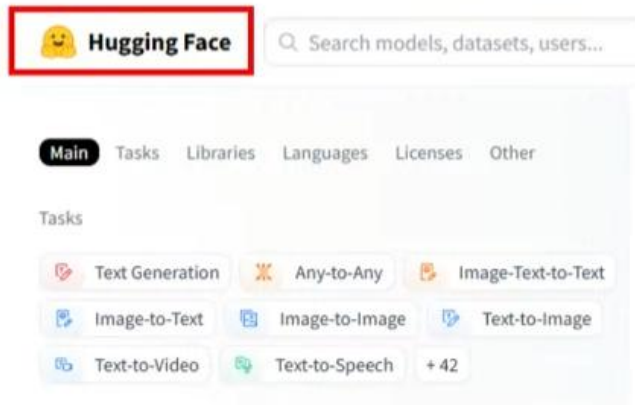 Hugging Face
Search models, datasets, users...
Main Tasks Libraries Languages Licenses Other
Tasks
Text Generation Any-to-Any Image-Text-to-Text
Image-to-Text Image-to-Image Text-to-Image
Text-to-Video Text-to-Speech + 42